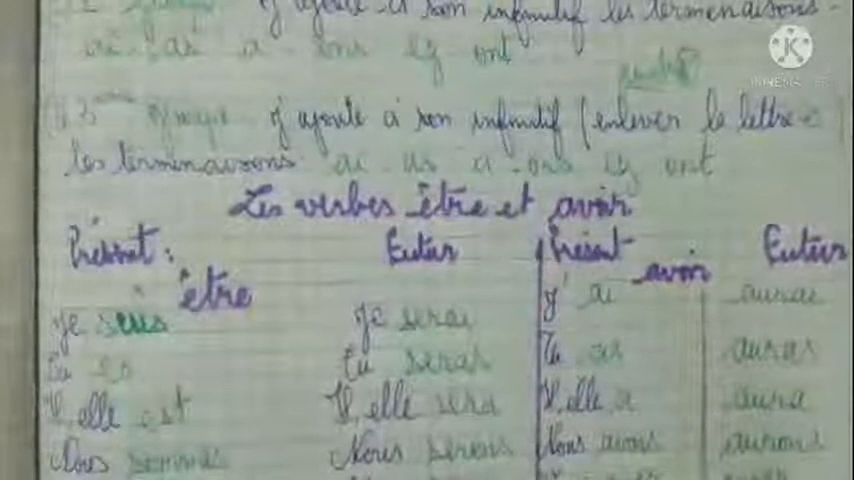 j'ajoute à son infinitif les terminaisons.
ai as a ons ez ont
KINEMASTER
j'ajoute à son infinitif (enlever le lettre e)
les terminaisons ai as a ons ez ont
Les verbes être et avoir
Présent: Futur Présent Futur
être avoir
Je suis Je serai J'ai aurai
Tu es Tu seras Tu as auras
Il, elle est Il, elle sera Il, elle a aura
Nous sommes Nous serons Nous avons aurons